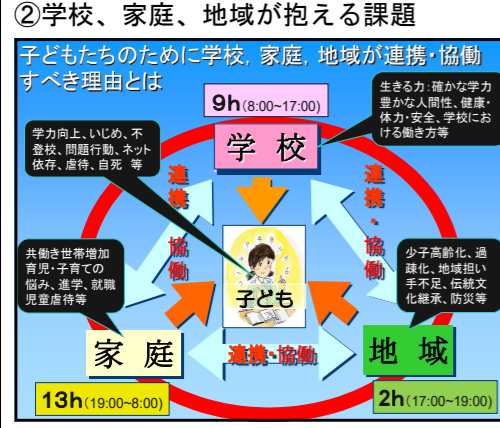 ②学校、家庭、地域が抱える課題
子どもたちのために学校，家庭，地域が連携・協働
すべき理由とは
9h(8:00~17:00)
生きる力：確かな学力
豊かな人間性、健康・
体力・安全、学校にお
ける働き方等
学力向上、いじめ、不
登校、問題行動、ネット
依存、虐待、自死 等
学 校
連携・協働
連携・協働
共働き世帯増加
育児・子育ての
悩み、進学、就職
児童虐待等
子ども
少子高齢化、過
疎化、地域担い
手不足、伝統文
化継承、防災等
家 庭
連携・協働
地 域
13h(19:00~8:00)
2h(17:00~19:00)